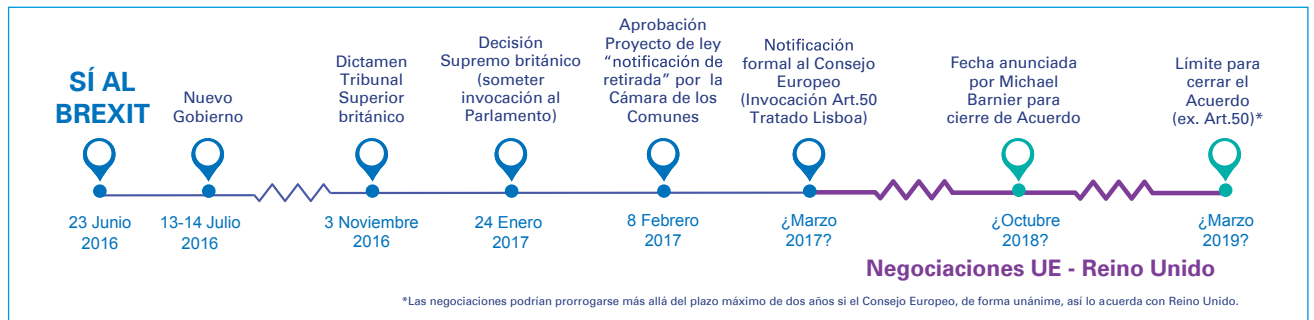 SÍ AL
BREXIT
Nuevo
Gobierno
Dictamen
Tribunal
Superior
británico
Decisión
Supremo británico
(someter
invocación al
Parlamento)
Aprobación
Proyecto de ley
“notificación de
retirada” por la
Cámara de los
Comunes
Notificación
formal al Consejo
Europeo
(Invocación Art.50
Tratado Lisboa)
Fecha anunciada
por Michael
Barnier para
cierre de Acuerdo
Límite para
cerrar el
Acuerdo
(ex. Art.50)*
23 Junio
2016
13-14 Julio
2016
3 Noviembre
2016
24 Enero
2017
8 Febrero
2017
¿Marzo
2017?
¿Octubre
2018?
¿Marzo
2019?
Negociaciones UE - Reino Unido
*Las negociaciones podrían prorrogarse más allá del plazo máximo de dos años si el Consejo Europeo, de forma unánime, así lo acuerda con Reino Unido.